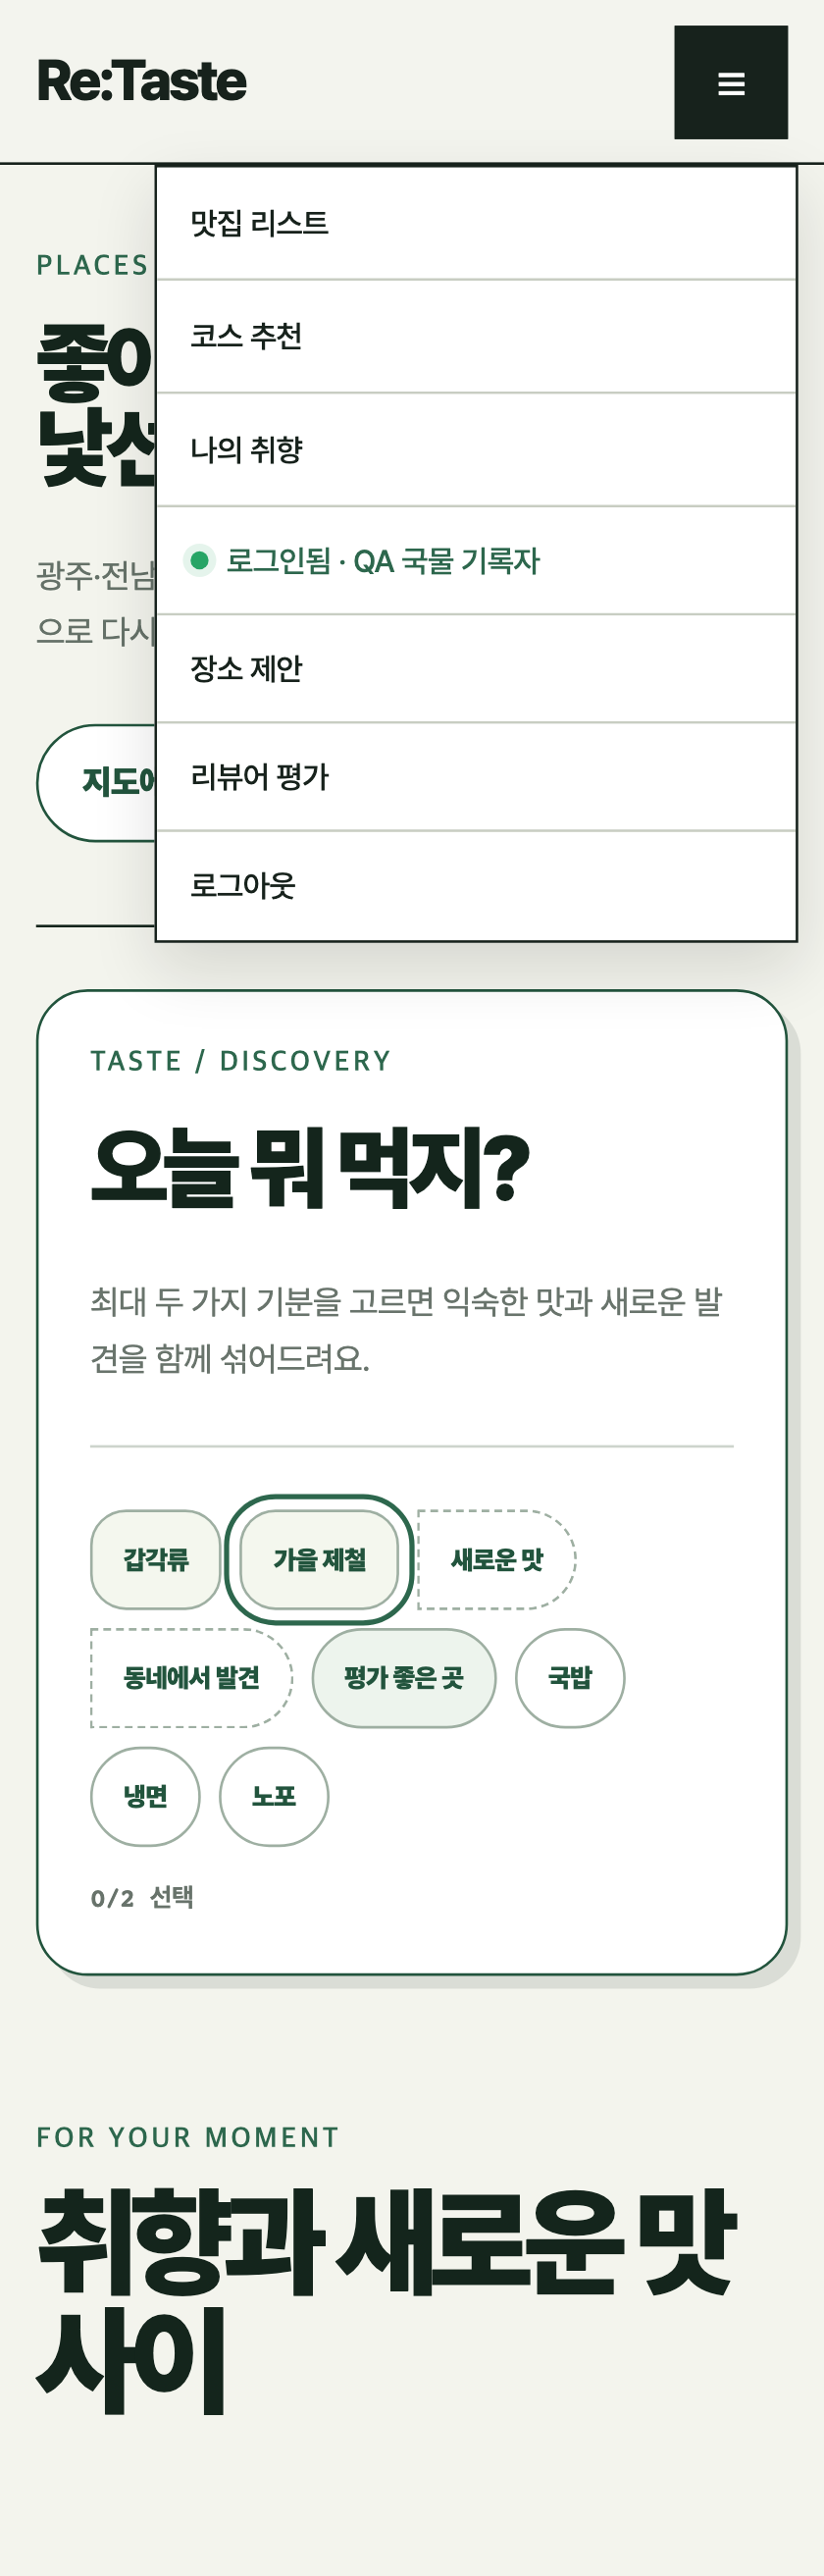 Re:Taste
맛집 리스트
코스 추천
나의 취향
로그인됨 · QA 국물 기록자
장소 제안
리뷰어 평가
로그아웃
PLACES
낯선
광주·전남
으로 다시
TASTE / DISCOVERY
오늘 뭐 먹지?
최대 두 가지 기분을 고르면 익숙한 맛과 새로운 발
견을 함께 섞어드려요.
갑각류 가을 제철 새로운 맛
동네에서 발견 평가 좋은 곳 국밥
냉면 노포
0/2 선택
FOR YOUR MOMENT
취향과 새로운 맛
사이